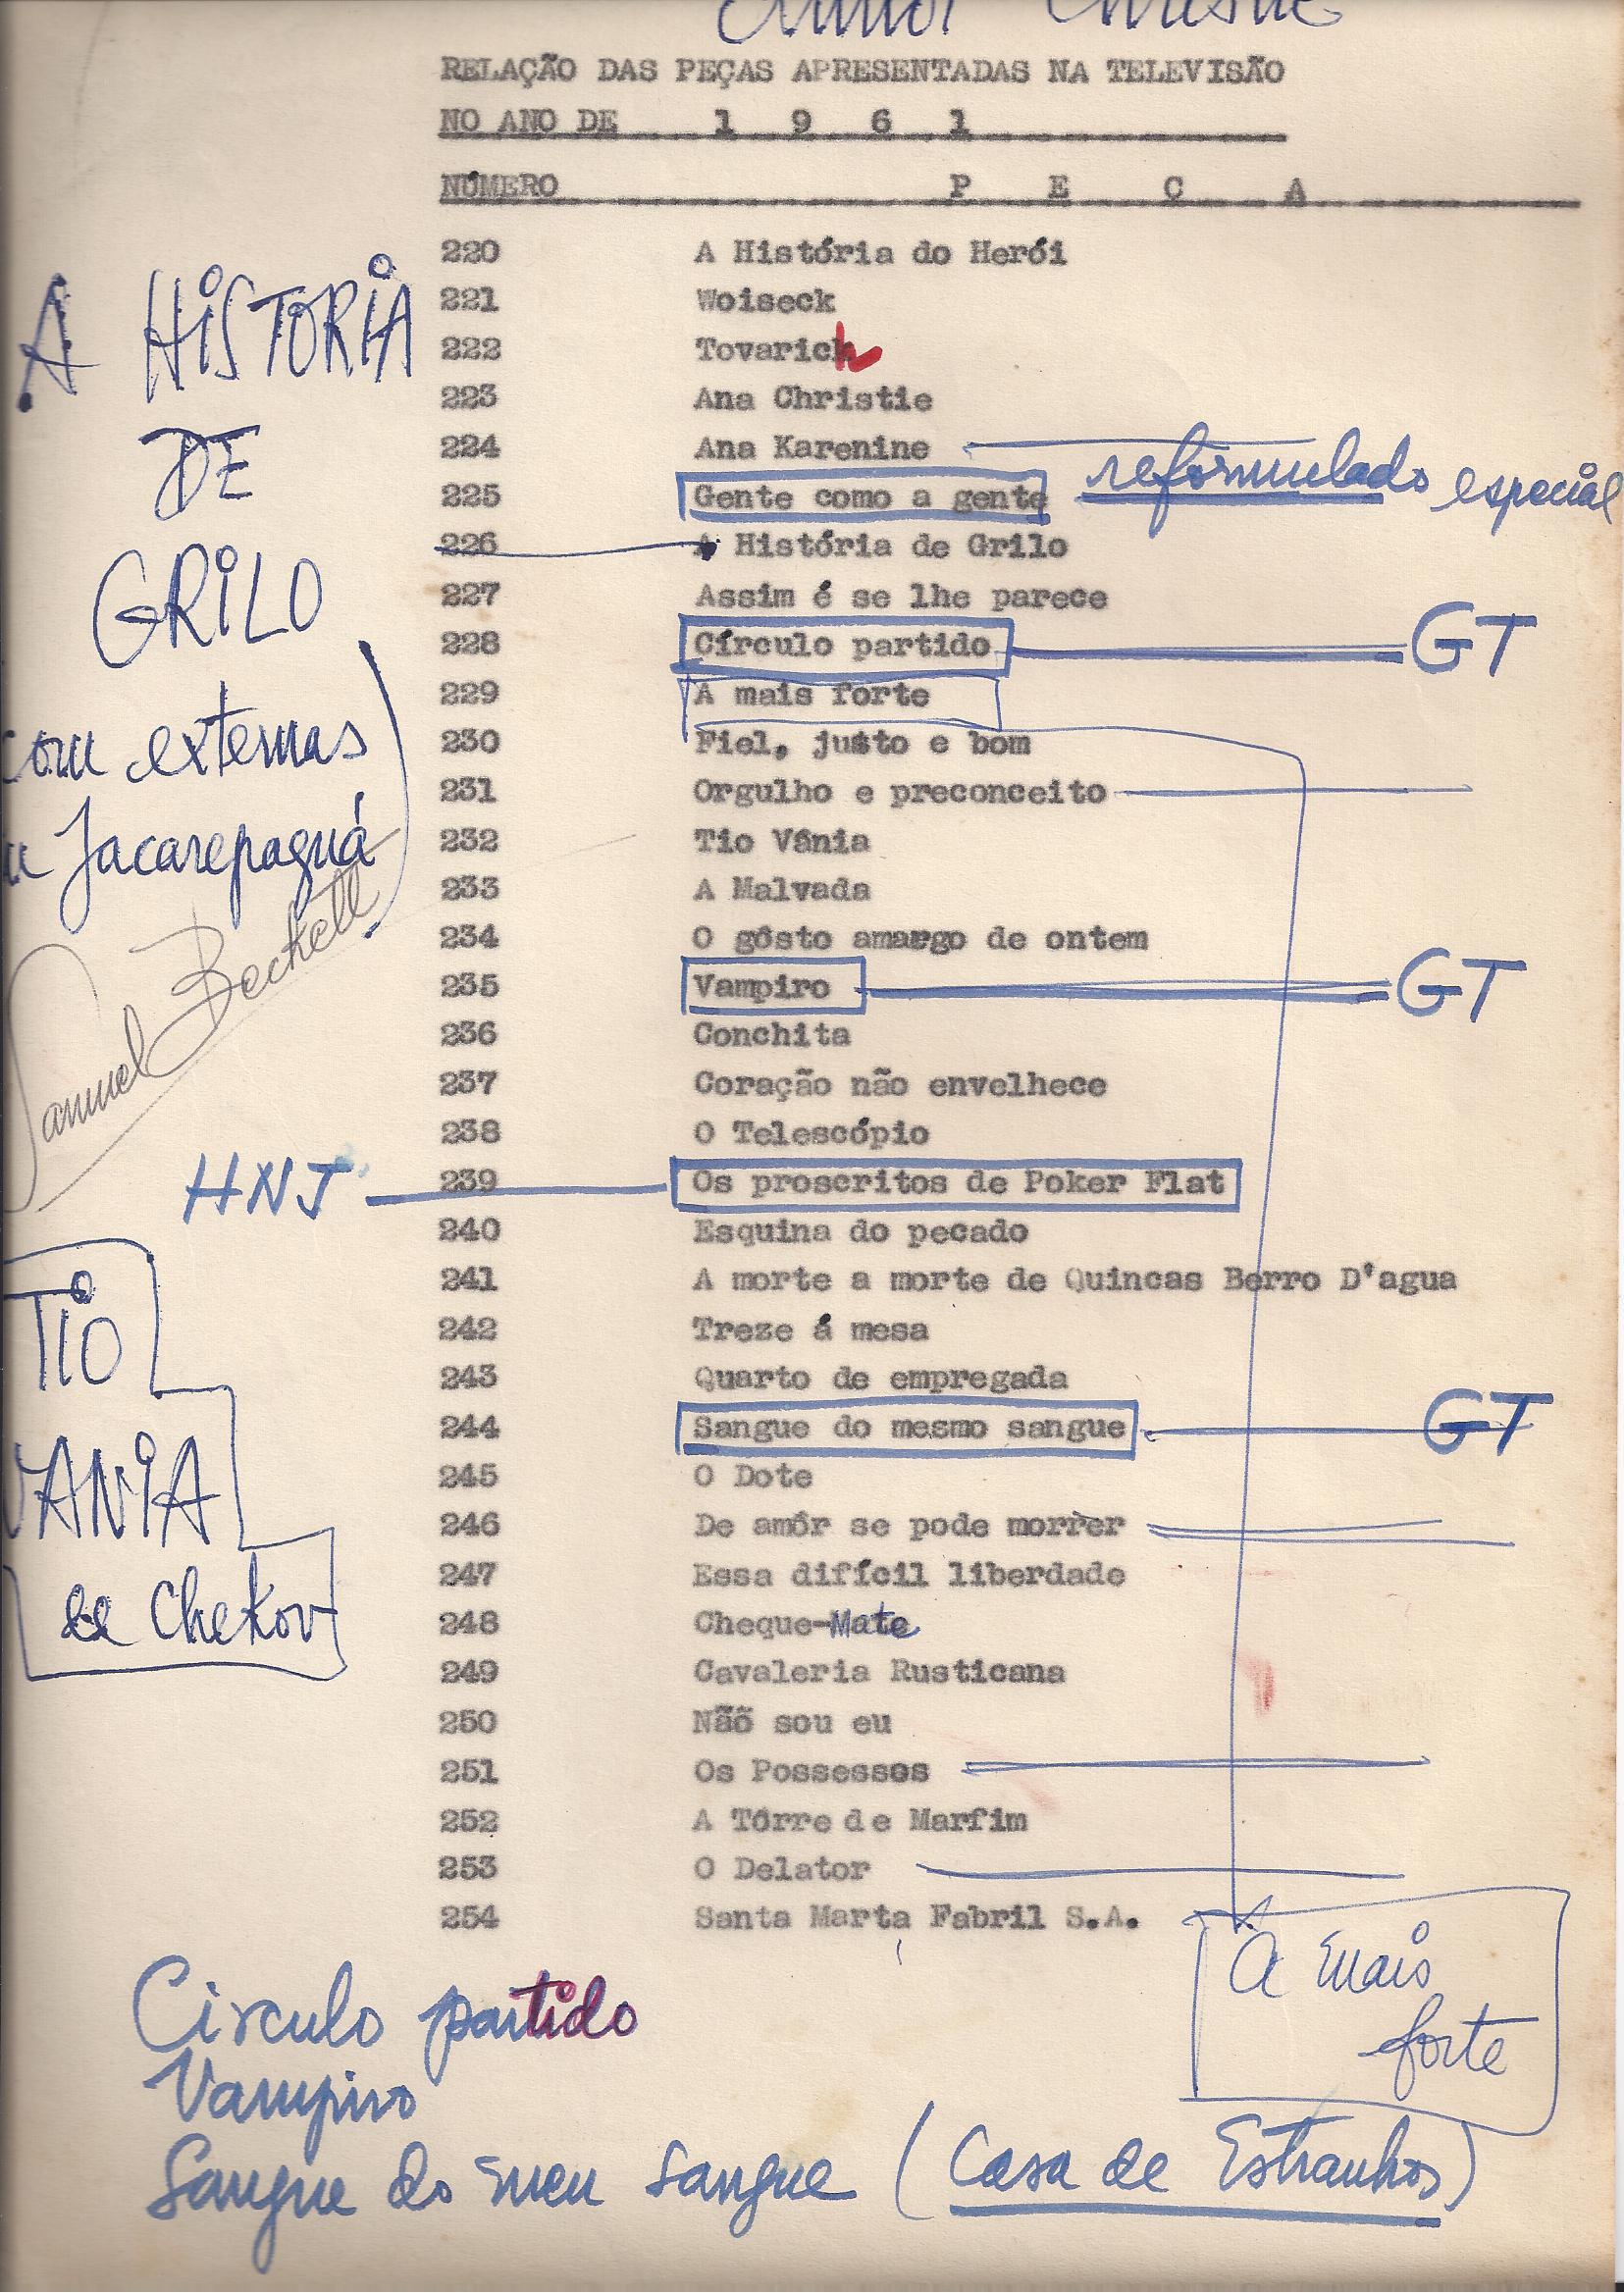 Christie
RELAÇÃO DAS PEÇAS APRESENTADAS NA TELEVISÃO
NO ANO DE 1 9 6 1
NÚMERO P E C A
220 A História do Herói
221 Woiseck
222 Tovarich
223 Ana Christie
224 Ana Karenine
225 Gente como a gente reformulado especial
226 A História de Grilo
227 Assim é se lhe parece
228 Círculo partido GT
229 A mais forte
230 Fiel, justo e bom
231 Orgulho e preconceito
232 Tio Vânia
233 A Malvada
234 O gôsto amargo de ontem
235 Vampiro GT
236 Conchita
237 Coração não envelhece
238 O Telescópio
HNJ 239 Os proscritos de Poker Flat
240 Esquina do pecado
241 A morte a morte de Quincas Berro D'agua
242 Treze á mesa
243 Quarto de empregada
244 Sangue do mesmo sangue GT
245 O Dote
246 De amôr se pode morrer
247 Essa difícil liberdade
248 Cheque-Mate
249 Cavaleria Rusticana
250 Nãõ sou eu
251 Os Possessos
252 A Tôrre de Marfim
253 O Delator
254 Santa Marta Fabril S.A.
A HISTORIA
DE
GRILO
com externas
Jacarepaguá)
Samuel Beckett
TIO
VANIA
de Chekov
A mais
forte
Circulo partido
Vampiro
Sangue do meu sangue (Casa de Estranhos)